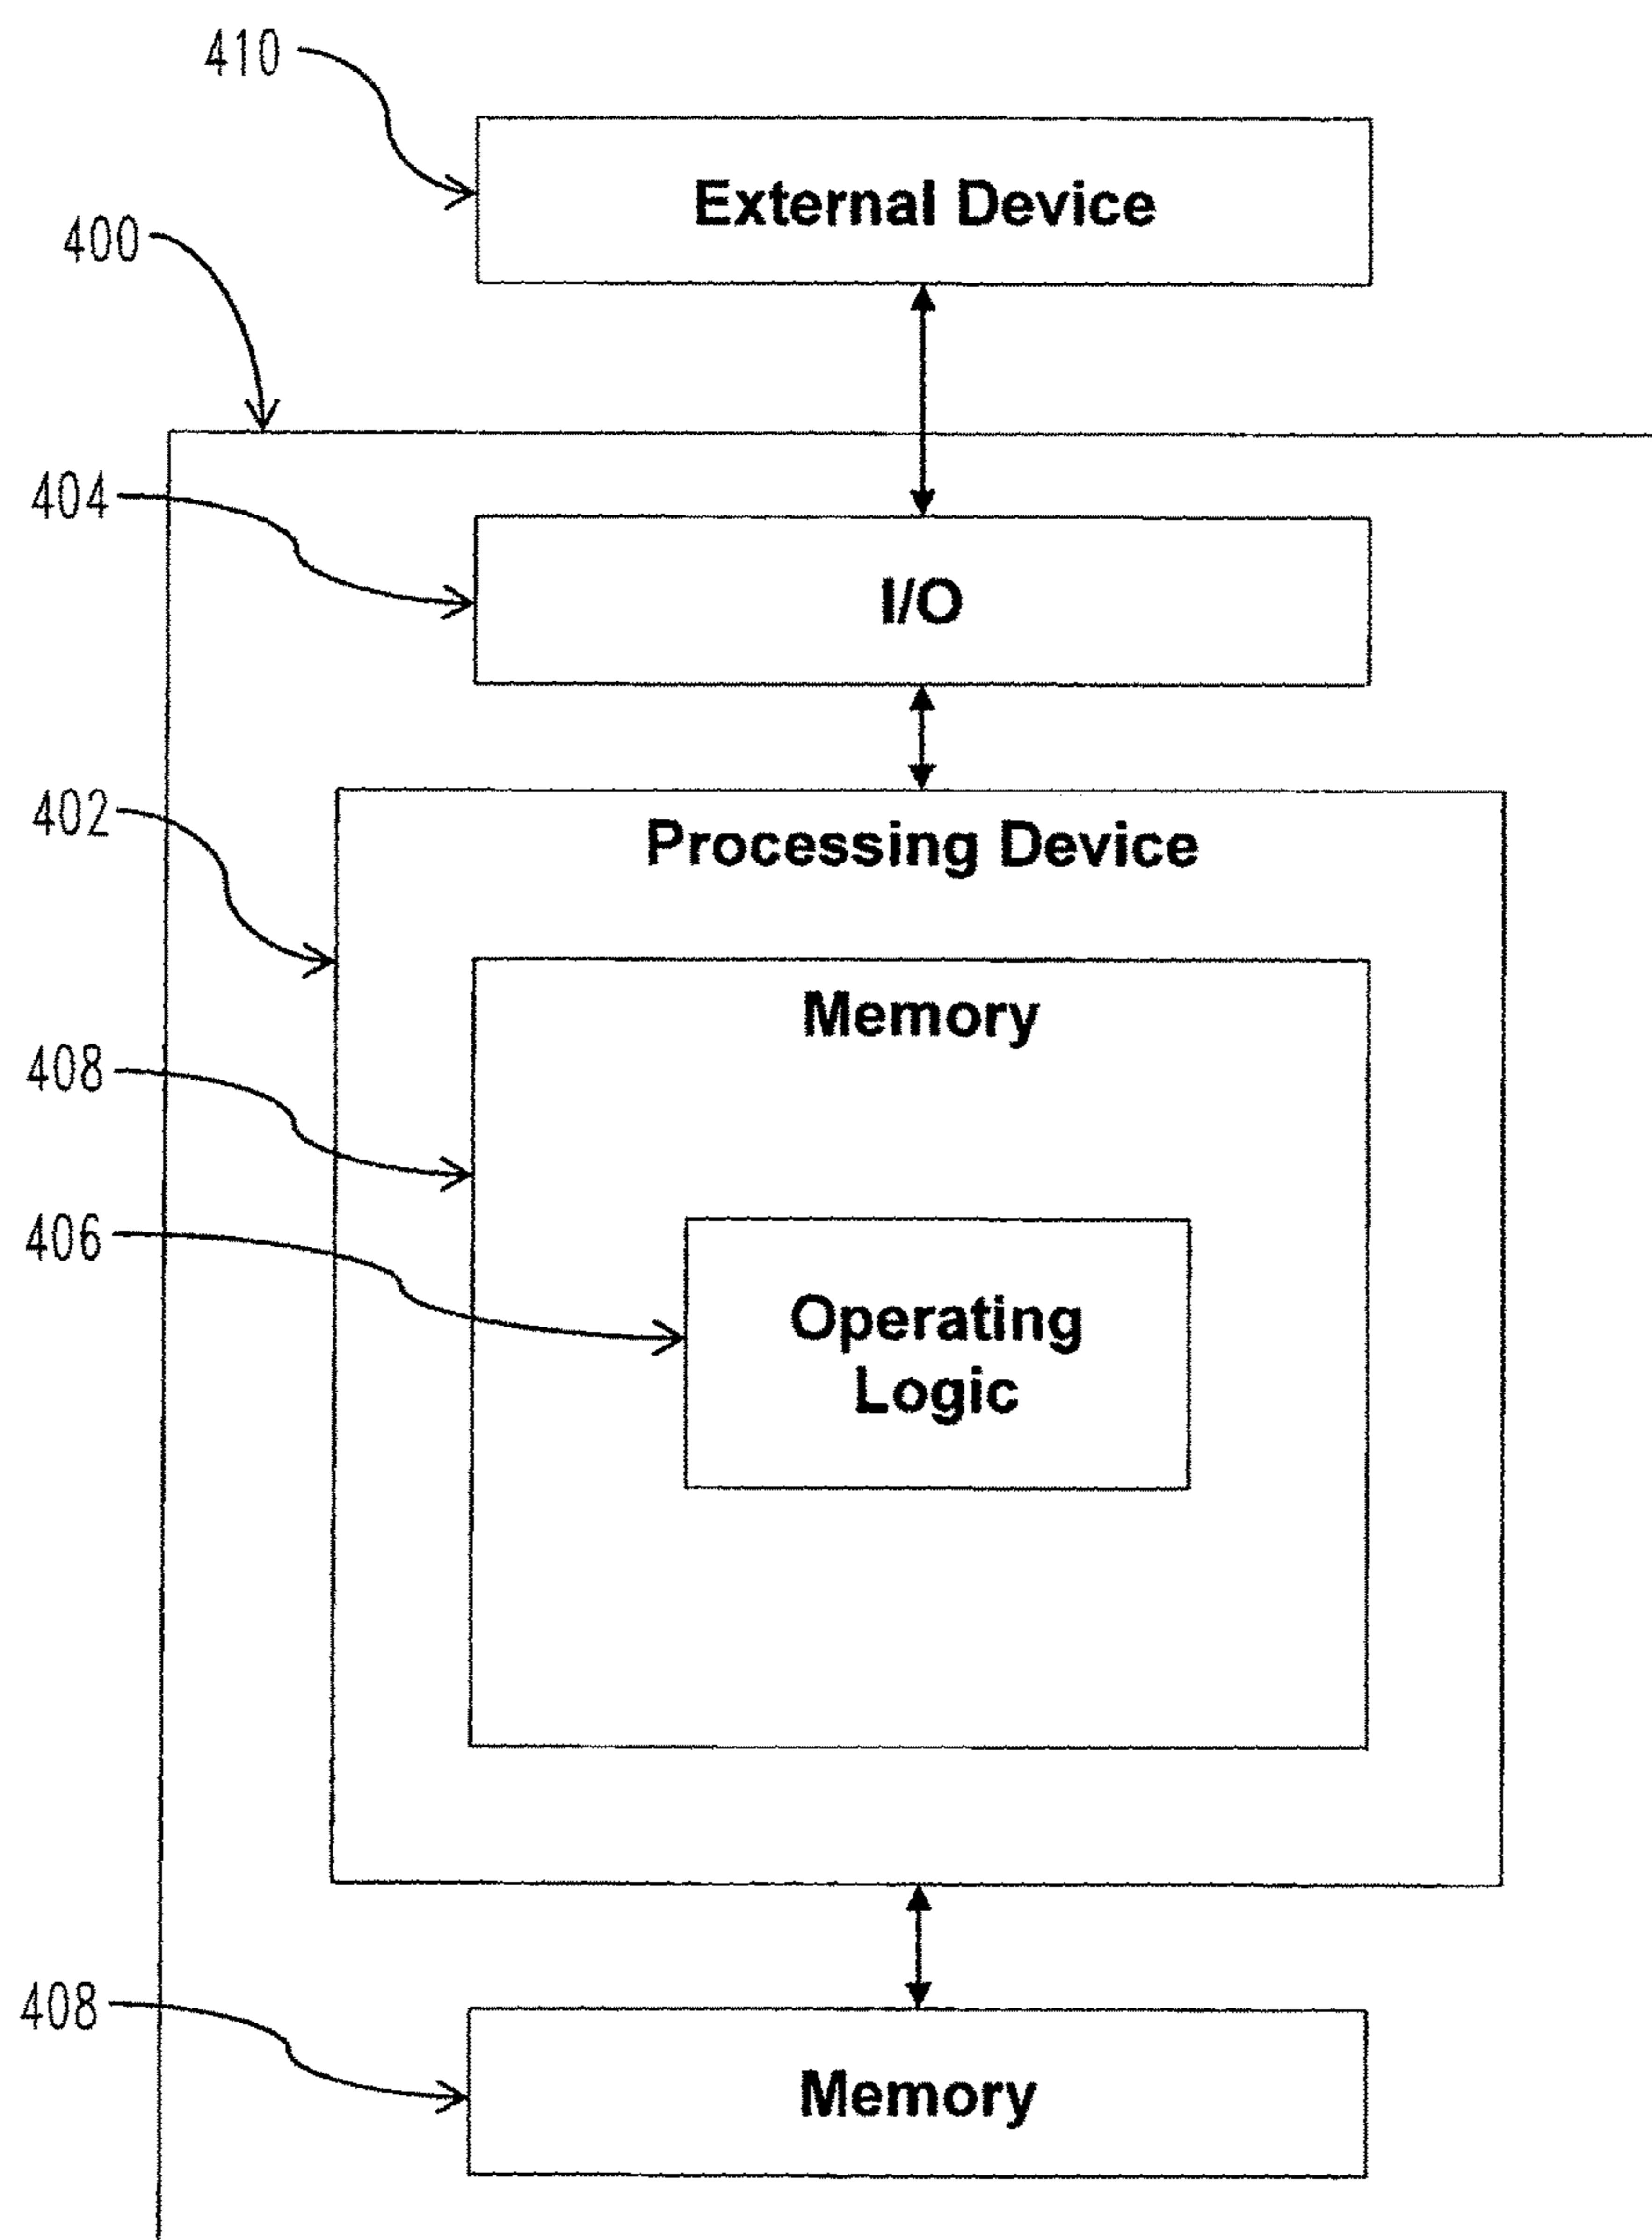 410
External Device
400
404
I/O
402
Processing Device
Memory
408
406
Operating
Logic
408
Memory